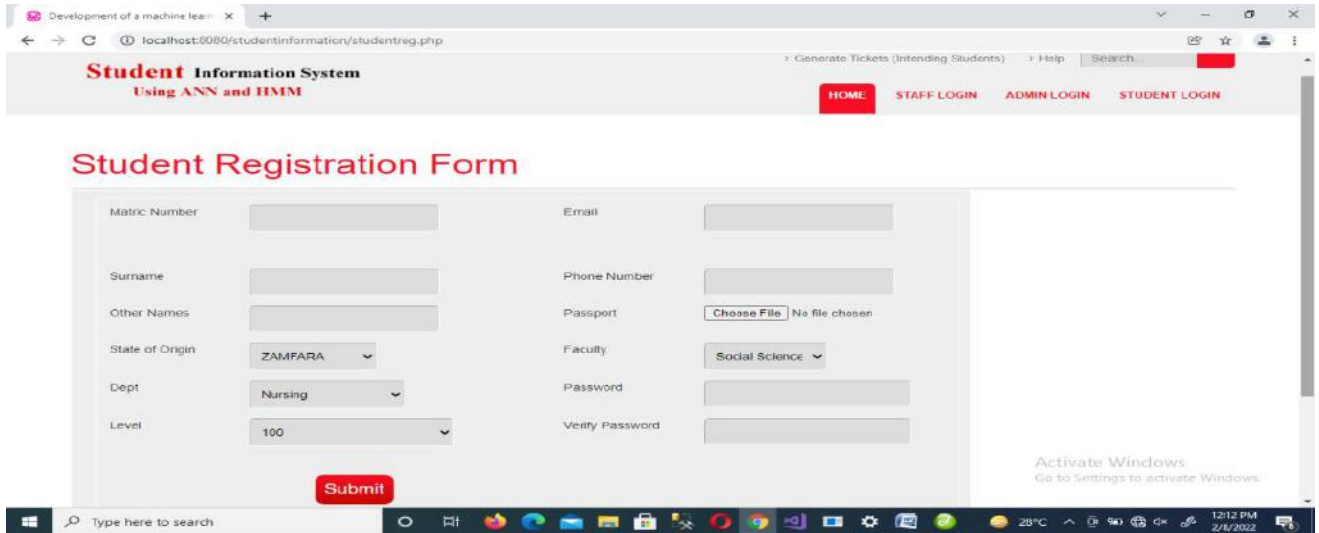 Development of a machine learn
localhost:8080/studentinformation/studentreg.php
> Generate Tickets (Intending Students) > Help Search...
Student Information System
Using ANN and HMM
HOME STAFF LOGIN ADMIN LOGIN STUDENT LOGIN
Student Registration Form
Matric Number Email
Surname Phone Number
Other Names Passport Choose File No file chosen
State of Origin ZAMFARA Faculty Social Science
Dept Nursing Password
Level 100 Verify Password
Submit
Activate Windows
Go to Settings to activate Windows.
Type here to search 28°C 12:12 PM
2/8/2022